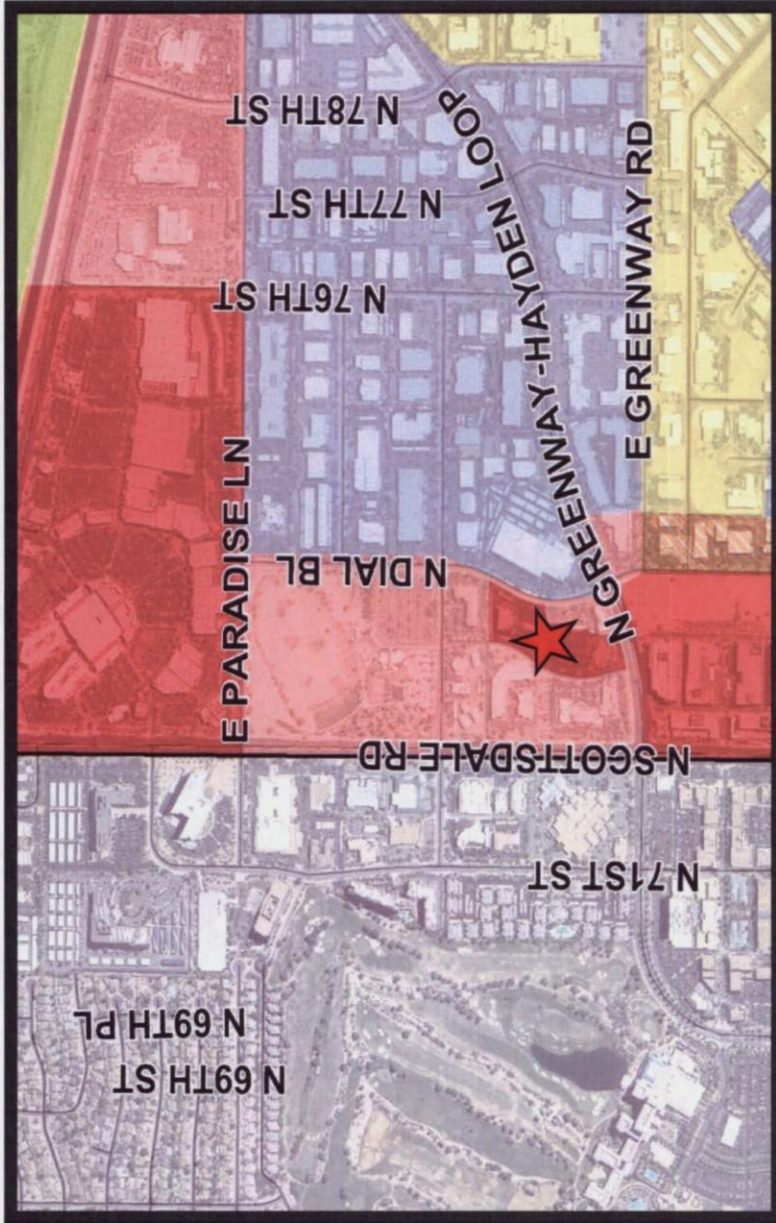 N 78TH ST
N GREENWAY-HAYDEN LOOP
N 77TH ST
E GREENWAY RD
N 76TH ST
E PARADISE LN
N DIAL BL
N SCOTTSDALE RD
N 71ST ST
N 69TH PL
N 69TH ST